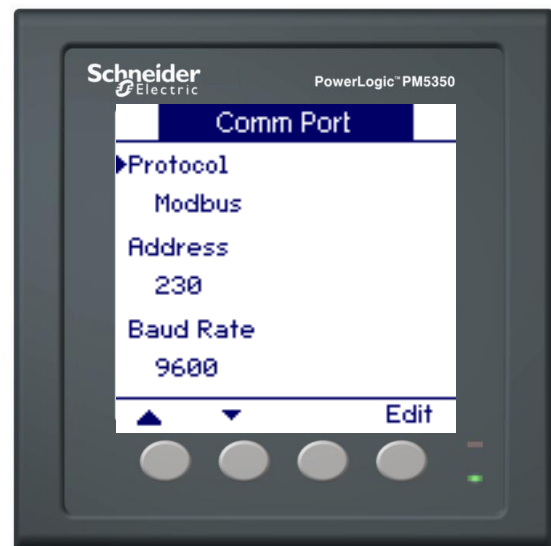 Schneider
Electric
PowerLogic™ PM5350
Comm Port
Protocol
Modbus
Address
230
Baud Rate
9600
Edit